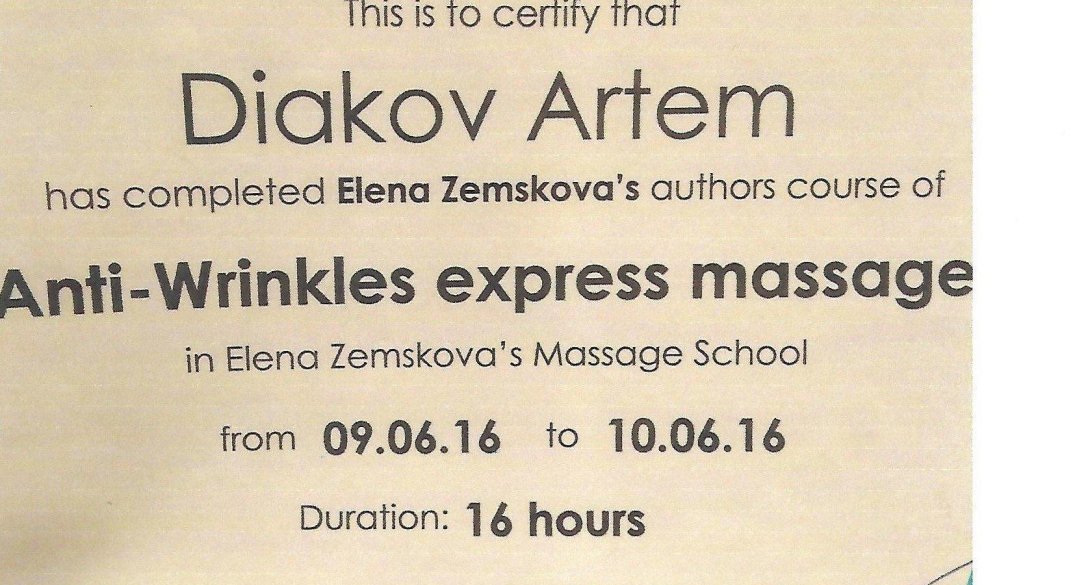 This is to certify that
Diakov Artem
has completed Elena Zemskova's authors course of
Anti-Wrinkles express massage
in Elena Zemskova's Massage School
from 09.06.16 to 10.06.16
Duration: 16 hours